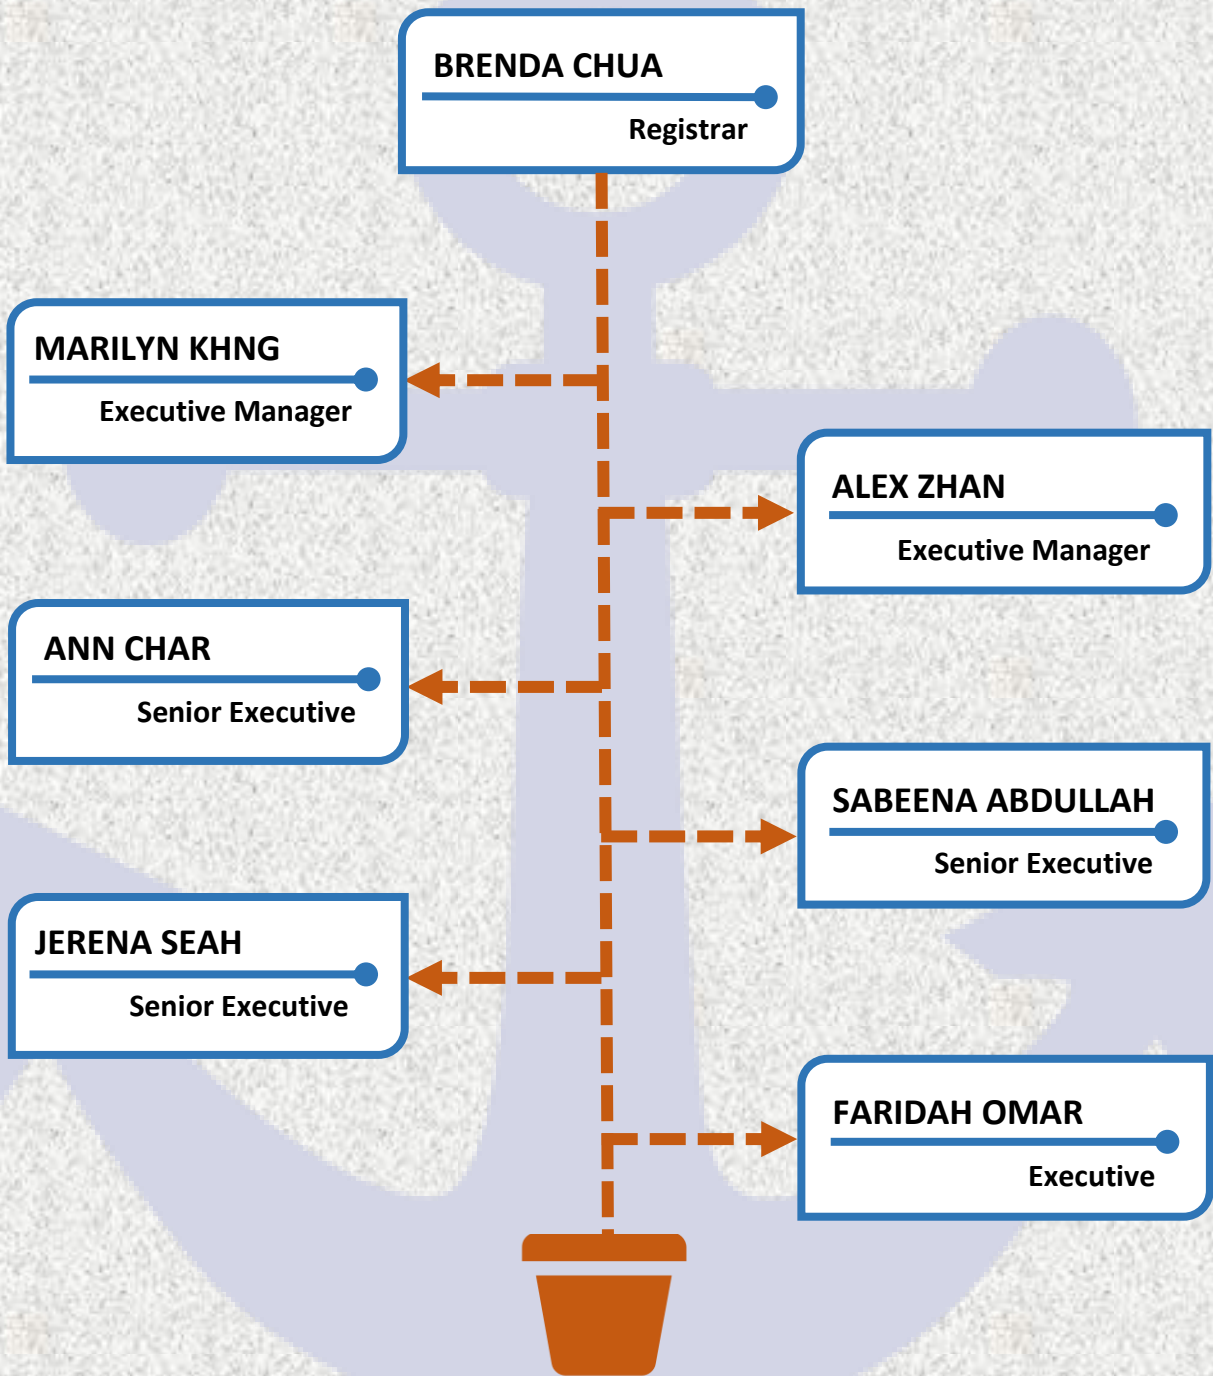 BRENDA CHUA
Registrar
MARILYN KHNG
Executive Manager
ALEX ZHAN
Executive Manager
ANN CHAR
Senior Executive
SABEENA ABDULLAH
Senior Executive
JERENA SEAH
Senior Executive
FARIDAH OMAR
Executive